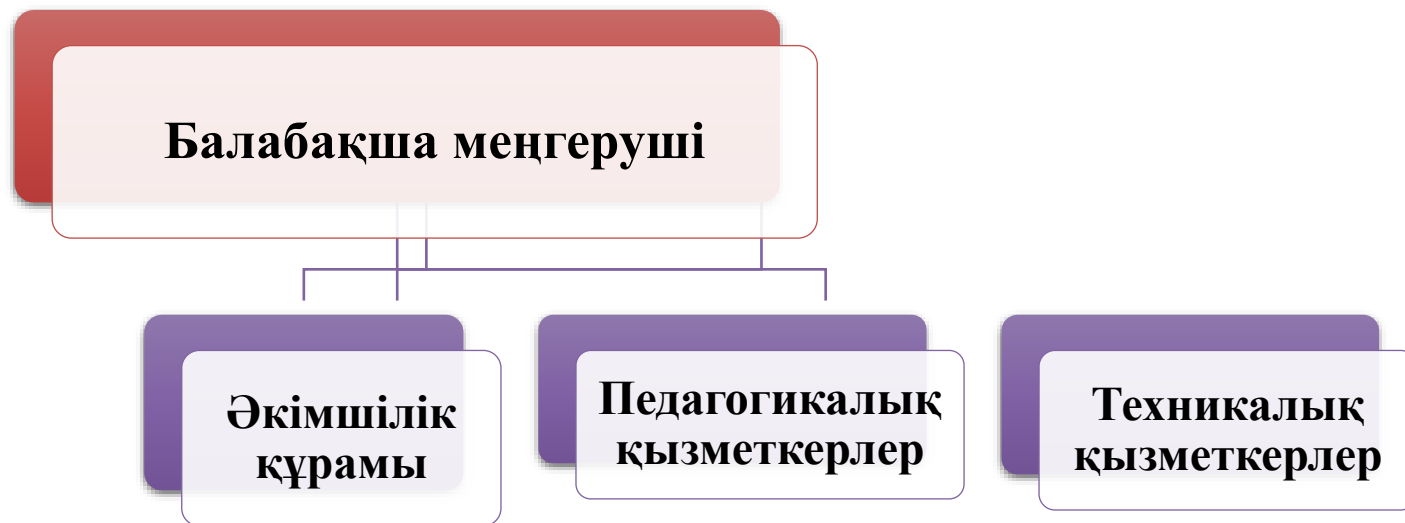 Балабақша меңгеруші
Әкімшілік
құрамы
Педагогикалық
қызметкерлер
Техникалық
қызметкерлер